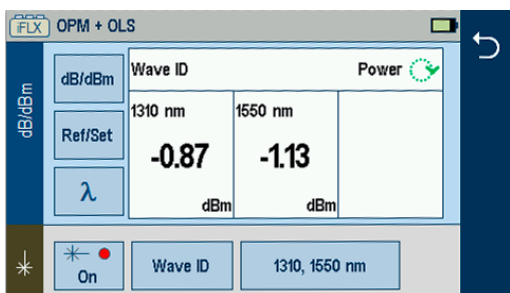 iFLX OPM + OLS
dB/dBm
dB/dBm
Ref/Set
λ
Wave ID
Power
1310 nm
-0.87
dBm
1550 nm
-1.13
dBm
On
Wave ID
1310, 1550 nm